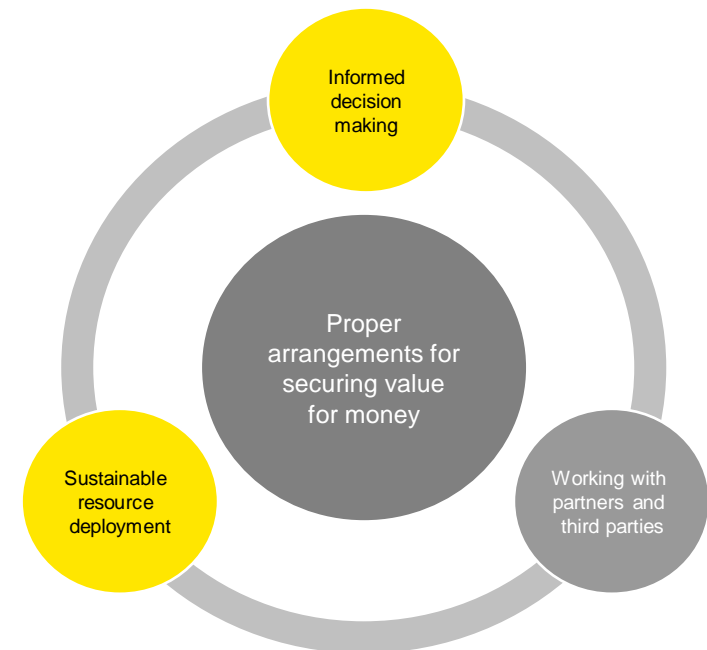 Informed
decision
making
Proper
arrangements for
securing value
for money
Sustainable
resource
deployment
Working with
partners and
third parties